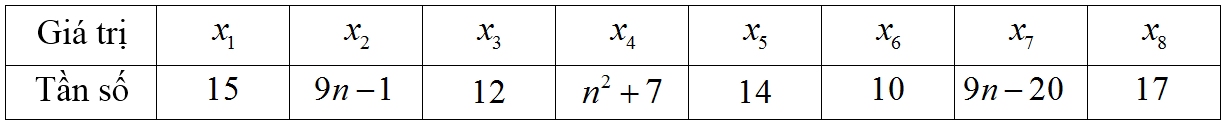 Giá trị x₁ x₂ x₃ x₄ x₅ x₆ x₇ x₈
Tần số 15 9n−1 12 n²+7 14 10 9n−20 17